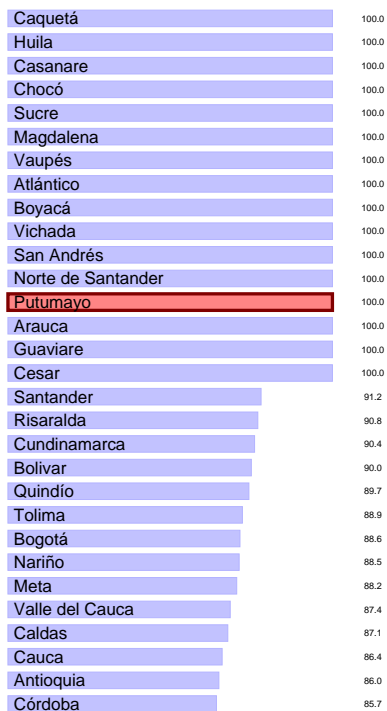 Caquetá 100.0
Huila 100.0
Casanare 100.0
Chocó 100.0
Sucre 100.0
Magdalena 100.0
Vaupés 100.0
Atlántico 100.0
Boyacá 100.0
Vichada 100.0
San Andrés 100.0
Norte de Santander 100.0
Putumayo 100.0
Arauca 100.0
Guaviare 100.0
Cesar 100.0
Santander 91.2
Risaralda 90.8
Cundinamarca 90.4
Bolivar 90.0
Quindío 89.7
Tolima 88.9
Bogotá 88.6
Nariño 88.5
Meta 88.2
Valle del Cauca 87.4
Caldas 87.1
Cauca 86.4
Antioquia 86.0
Córdoba 85.7